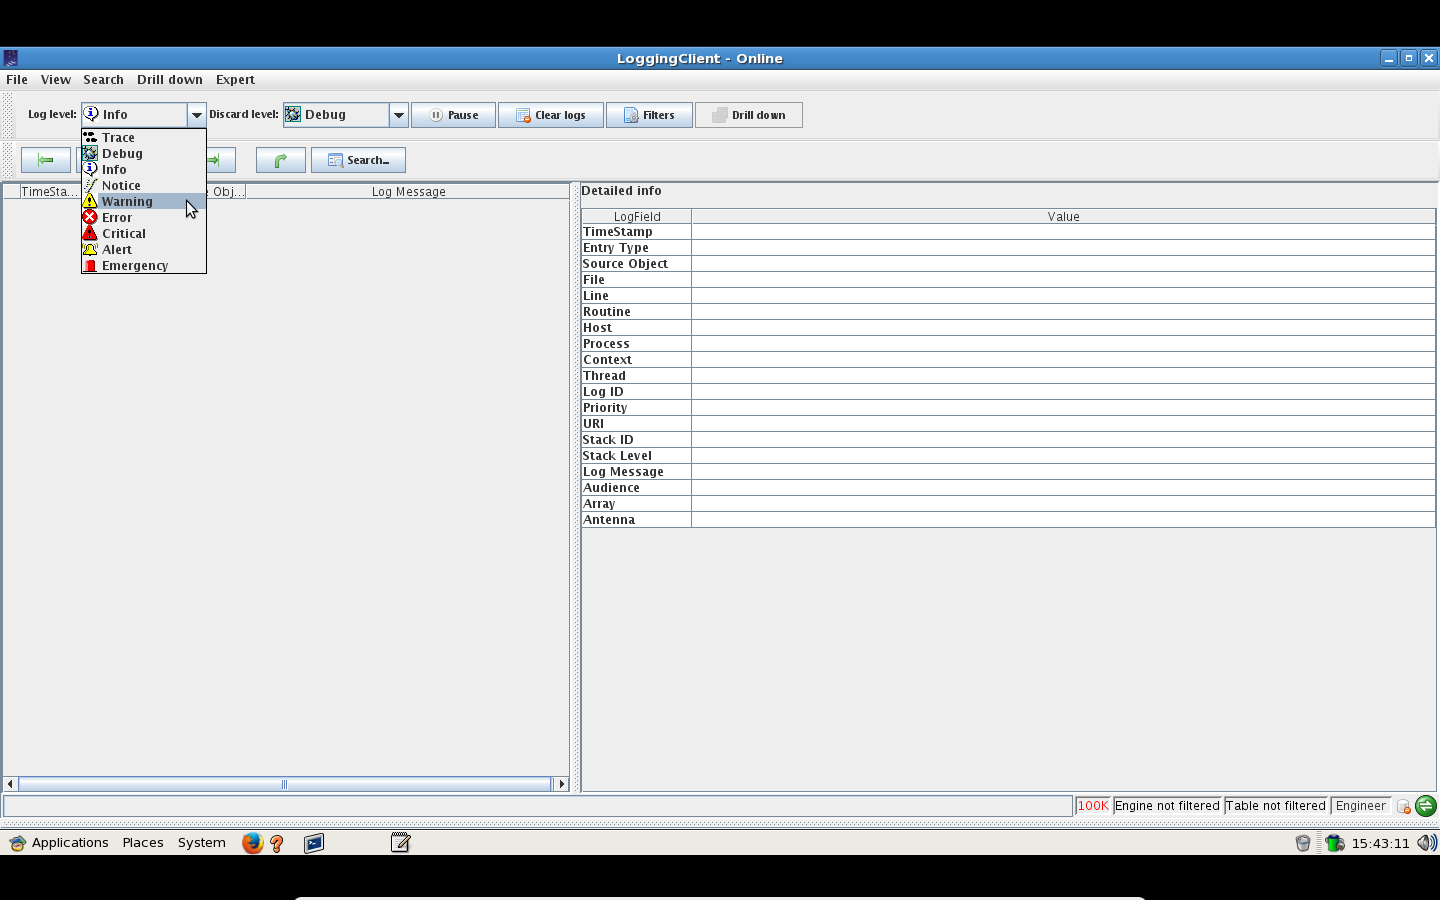 LoggingClient - Online
File View Search Drill down Expert
Log level: Info Discard level: Debug Pause Clear logs Filters Drill down
Trace
Debug
Info
Notice
Warning
Error
Critical
Alert
Emergency
Search...
TimeSta... Obj... Log Message
Detailed info
LogField Value
TimeStamp
Entry Type
Source Object
File
Line
Routine
Host
Process
Context
Thread
Log ID
Priority
URI
Stack ID
Stack Level
Log Message
Audience
Array
Antenna
100K Engine not filtered Table not filtered Engineer
Applications Places System 15:43:11